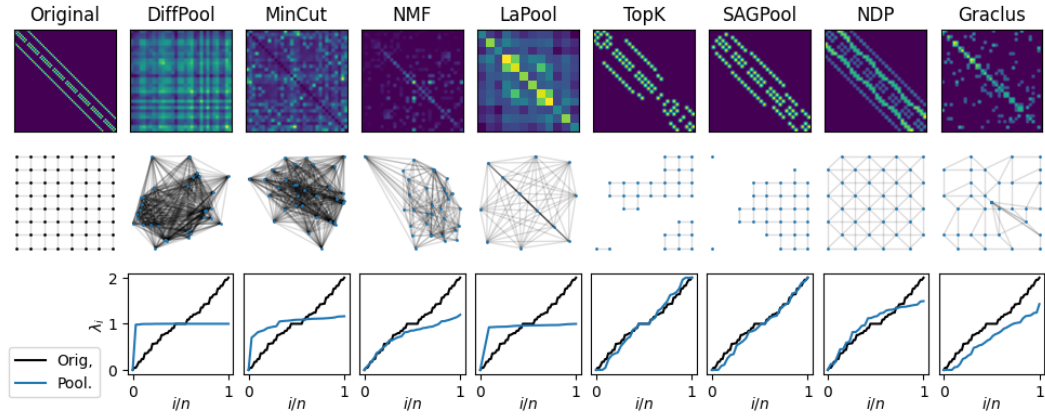 Original DiffPool MinCut NMF LaPool TopK SAGPool NDP Graclus
2
1
0
λi
Orig,
Pool.
0 1 0 1 0 1 0 1 0 1 0 1 0 1 0 1
i/n i/n i/n i/n i/n i/n i/n i/n